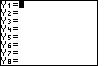 Y1=
Y2=
Y3=
Y4=
Y5=
Y6=
Y7=
Y8=